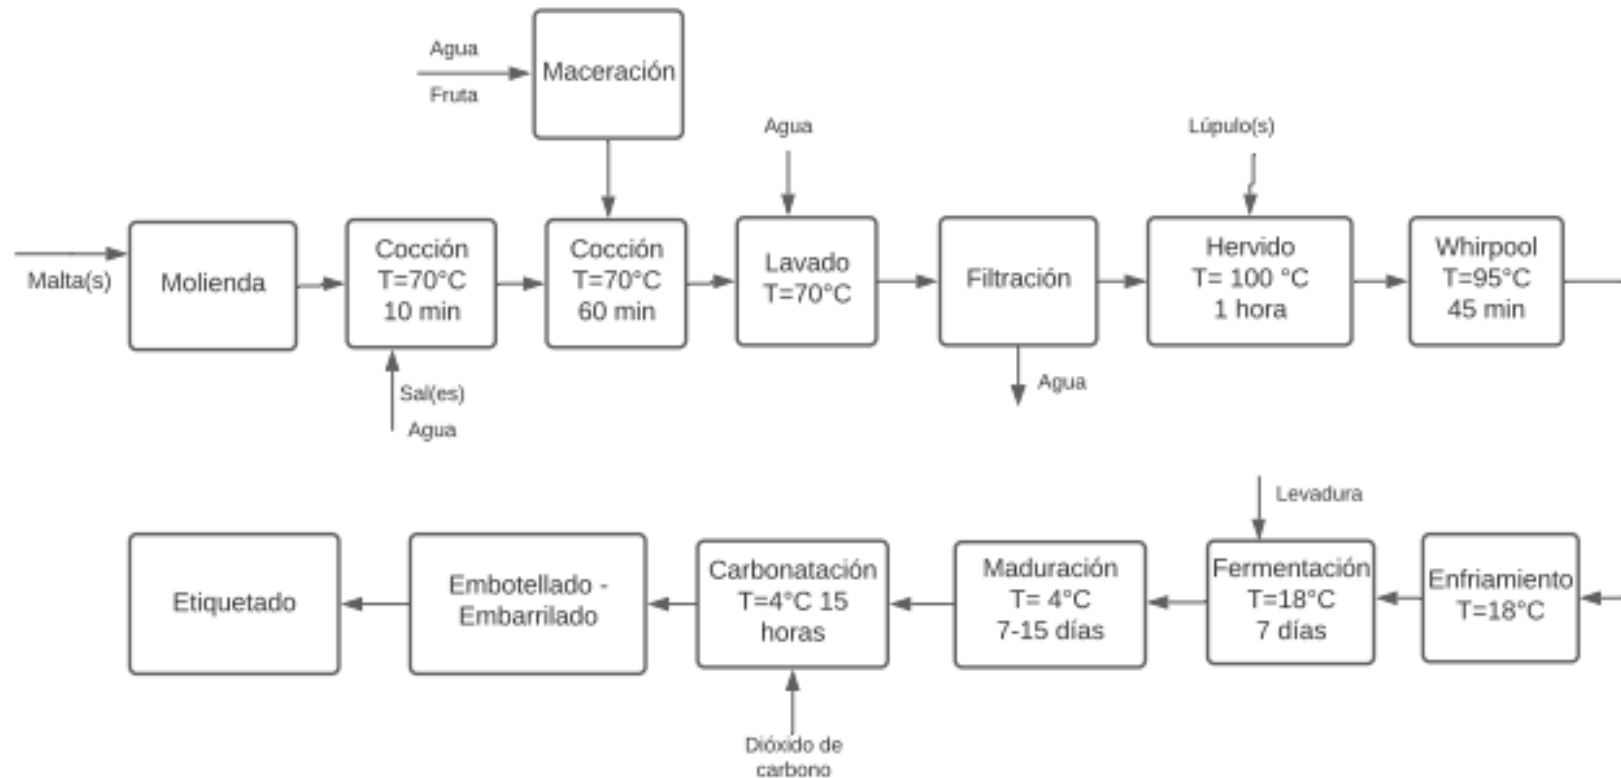 Agua
Fruta
Maceración
Agua
Lúpulo(s)
Malta(s)
Molienda
Cocción
T=70°C
10 min
Sal(es)
Agua
Cocción
T=70°C
60 min
Lavado
T=70°C
Filtración
Agua
Hervido
T= 100 °C
1 hora
Whirpool
T=95°C
45 min
Levadura
Enfriamiento
T=18°C
Fermentación
T=18°C
7 días
Maduración
T= 4°C
7-15 días
Carbonatación
T=4°C 15
horas
Dióxido de
carbono
Embotellado -
Embarrilado
Etiquetado